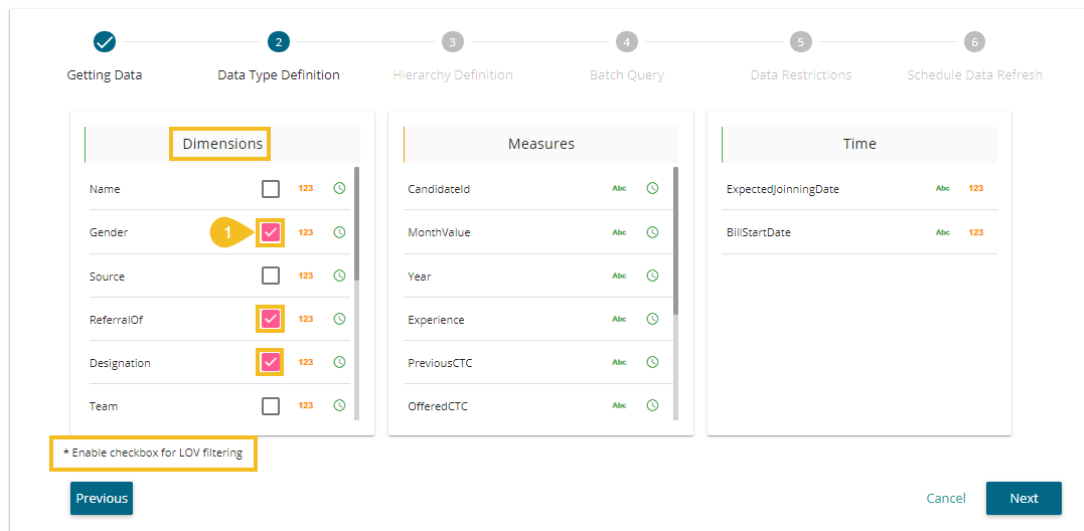 2 3 4 5 6
Getting Data Data Type Definition Hierarchy Definition Batch Query Data Restrictions Schedule Data Refresh
Dimensions Measures Time
Name 123 CandidateId Abc ExpectedJoinningDate Abc 123
Gender 1 123 MonthValue Abc BillStartDate Abc 123
Source 123 Year Abc
ReferralOf 123 Experience Abc
Designation 123 PreviousCTC Abc
Team 123 OfferedCTC Abc
* Enable checkbox for LOV filtering
Previous Cancel Next